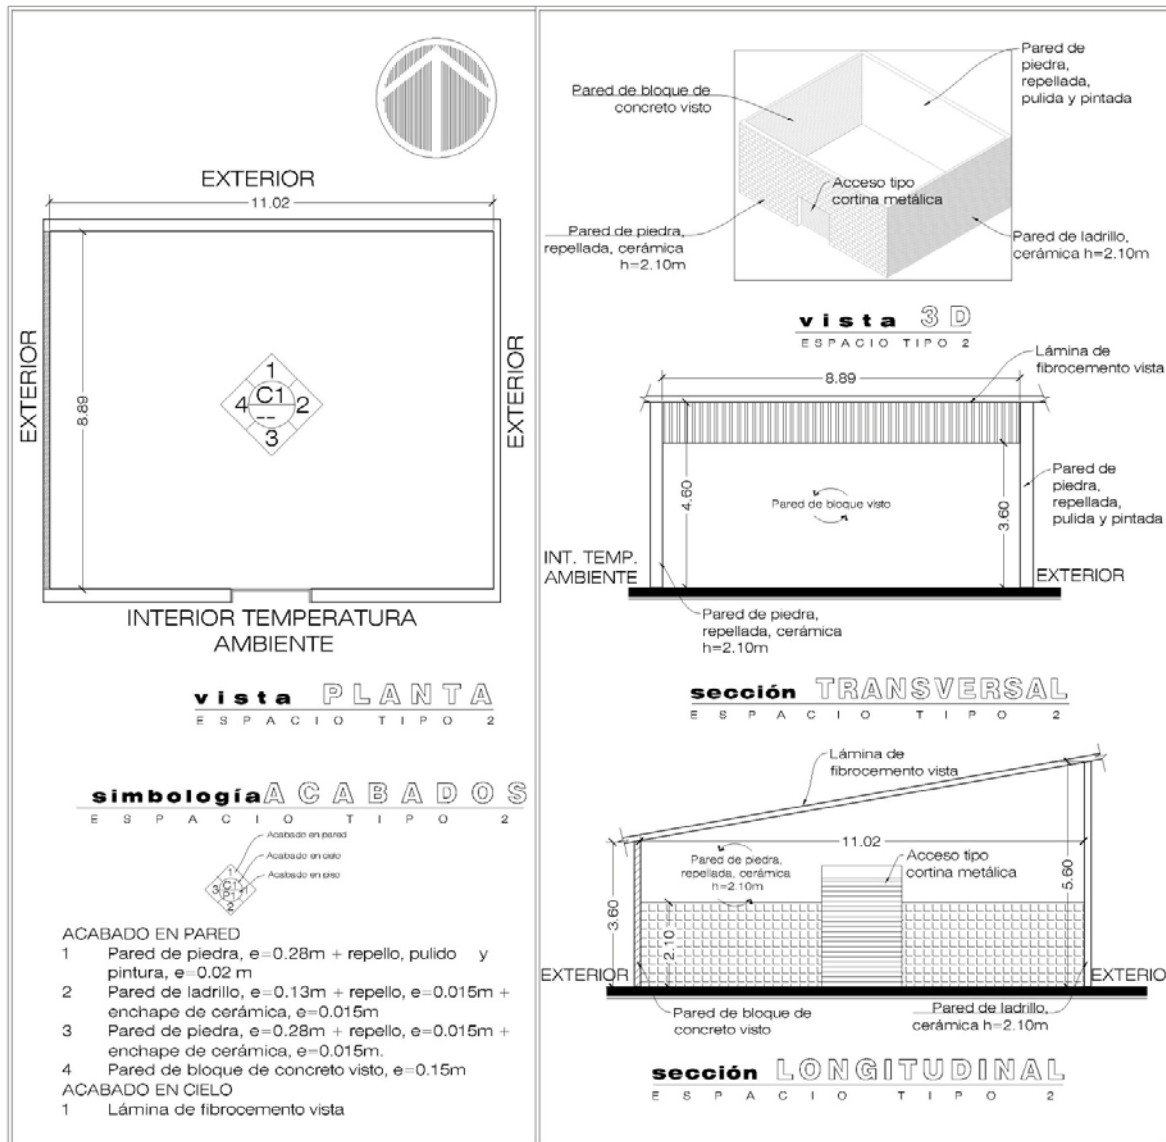 EXTERIOR
11.02
EXTERIOR
8.89
1
C1
4
2
--
3
EXTERIOR
INTERIOR TEMPERATURA
AMBIENTE
vista PLANTA
ESPACIO TIPO 2
simbología ACABADOS
ESPACIO TIPO 2
Acabado en pared
Acabado en cielo
Acabado en piso
1
3 C1 1
P1
2
ACABADO EN PARED
1 Pared de piedra, e=0.28m + repello, pulido y
pintura, e=0.02 m
2 Pared de ladrillo, e=0.13m + repello, e=0.015m +
enchape de cerámica, e=0.015m
3 Pared de piedra, e=0.28m + repello, e=0.015m +
enchape de cerámica, e=0.015m.
4 Pared de bloque de concreto visto, e=0.15m
ACABADO EN CIELO
1 Lámina de fibrocemento vista
Pared de
piedra,
repellada,
pulida y pintada
Pared de bloque de
concreto visto
Acceso tipo
cortina metálica
Pared de piedra,
repellada, cerámica
h=2.10m
Pared de ladrillo,
cerámica h=2.10m
vista 3D
ESPACIO TIPO 2
Lámina de
fibrocemento vista
8.89
4.60
Pared de bloque visto
3.60
Pared de
piedra,
repellada,
pulida y pintada
INT. TEMP.
AMBIENTE
EXTERIOR
Pared de piedra,
repellada, cerámica
h=2.10m
sección TRANSVERSAL
ESPACIO TIPO 2
Lámina de
fibrocemento vista
11.02
Pared de piedra,
repellada, cerámica
h=2.10m
Acceso tipo
cortina metálica
3.60
2.10
5.60
EXTERIOR
EXTERIO
Pared de bloque de
concreto visto
Pared de ladrillo,
cerámica h=2.10m
sección LONGITUDINAL
ESPACIO TIPO 2